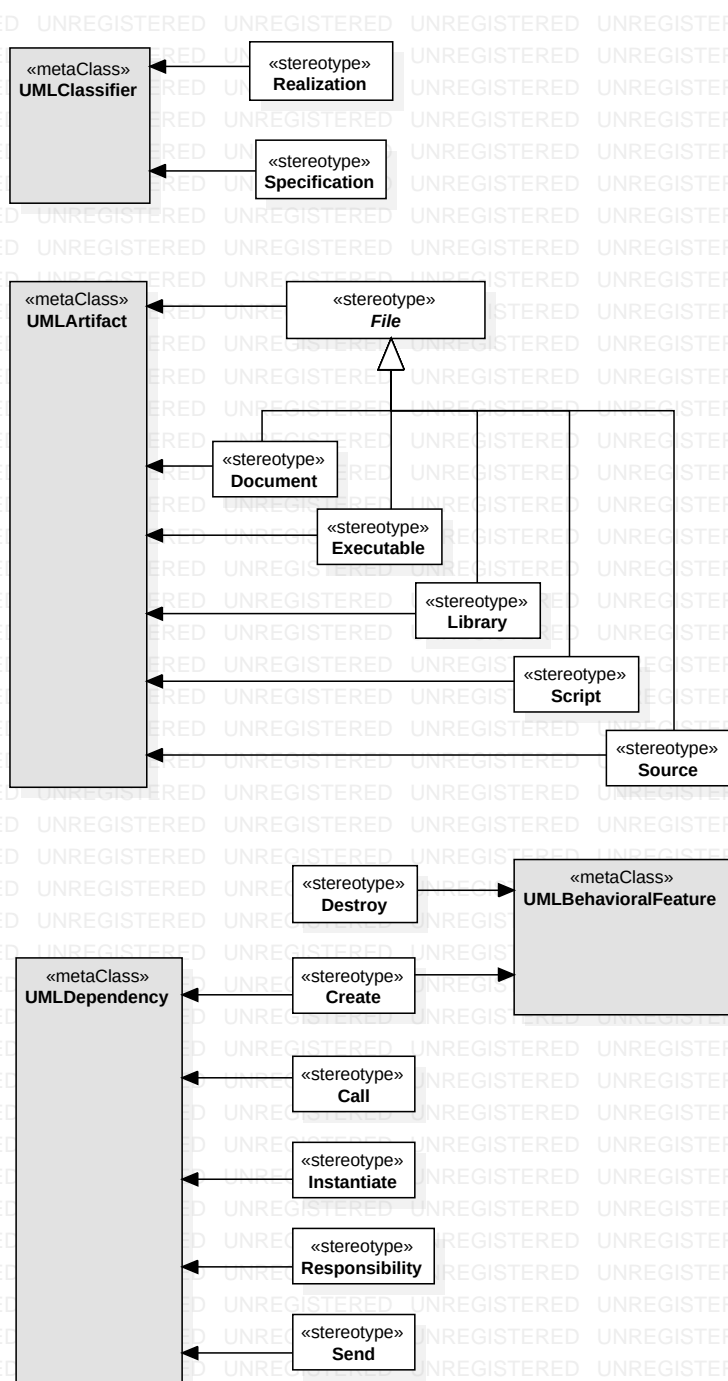 «metaClass»
UMLClassifier
«stereotype»
Realization
«stereotype»
Specification
«metaClass»
UMLArtifact
«stereotype»
File
«stereotype»
Document
«stereotype»
Executable
«stereotype»
Library
«stereotype»
Script
«stereotype»
Source
«stereotype»
Destroy
«metaClass»
UMLBehavioralFeature
«metaClass»
UMLDependency
«stereotype»
Create
«stereotype»
Call
«stereotype»
Instantiate
«stereotype»
Responsibility
«stereotype»
Send
UNREGISTERED